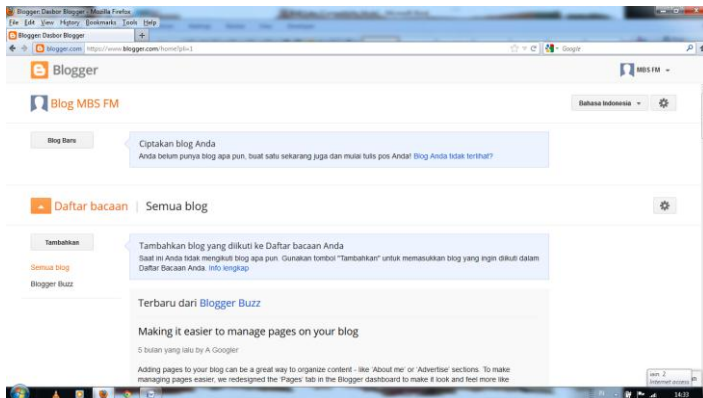 Blogger: Dasbor Blogger - Mozilla Firefox
File Edit View History Bookmarks Tools Help
Blogger: Dasbor Blogger
blogger.com https://www.blogger.com/home?pli=1
Google
Blogger
MBS FM
Blog MBS FM
Bahasa Indonesia
Blog Baru
Ciptakan blog Anda
Anda belum punya blog apa pun, buat satu sekarang juga dan mulai tulis pos Anda! Blog Anda tidak terlihat?
Daftar bacaan | Semua blog
Tambahkan
Tambahkan blog yang diikuti ke Daftar bacaan Anda
Saat ini Anda tidak mengikuti blog apa pun. Gunakan tombol "Tambahkan" untuk memasukkan blog yang ingin diikuti dalam
Daftar Bacaan Anda. Info lengkap
Semua blog
Blogger Buzz
Terbaru dari Blogger Buzz
Making it easier to manage pages on your blog
5 bulan yang lalu by A Googler
Adding pages to your blog can be a great way to organize content - like 'About me' or 'Advertise' sections. To make
managing pages easier, we redesigned the 'Pages' tab in the Blogger dashboard to make it look and feel more like
iain 2
Internet access
14:33